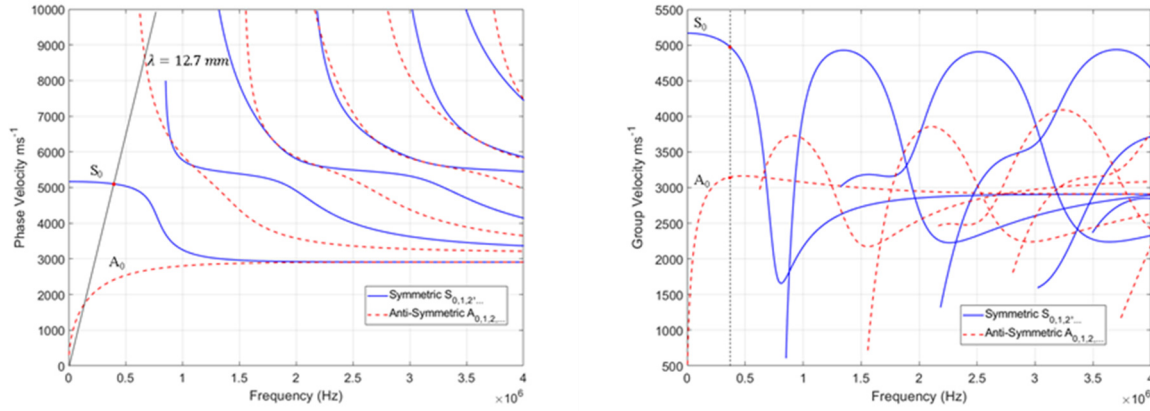 10000
9000
8000
7000
6000
5000
4000
3000
2000
1000
0
Phase Velocity ms⁻¹
λ = 12.7 mm
S₀
A₀
Symmetric S₀,₁,₂,...
Anti-Symmetric A₀,₁,₂,...
0 0.5 1 1.5 2 2.5 3 3.5 4
Frequency (Hz)
×10⁶
5500
5000
4500
4000
3500
3000
2500
2000
1500
1000
500
Group Velocity ms⁻¹
S₀
A₀
Symmetric S₀,₁,₂,...
Anti-Symmetric A₀,₁,₂,...
0 0.5 1 1.5 2 2.5 3 3.5 4
Frequency (Hz)
×10⁶